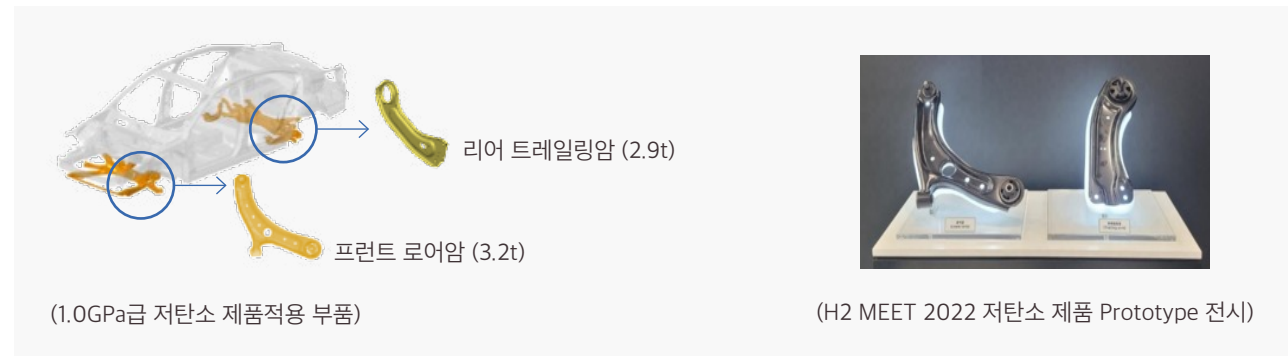 리어 트레일링암 (2.9t)
프런트 로어암 (3.2t)
(1.0GPa급 저탄소 제품적용 부품)
(H2 MEET 2022 저탄소 제품 Prototype 전시)